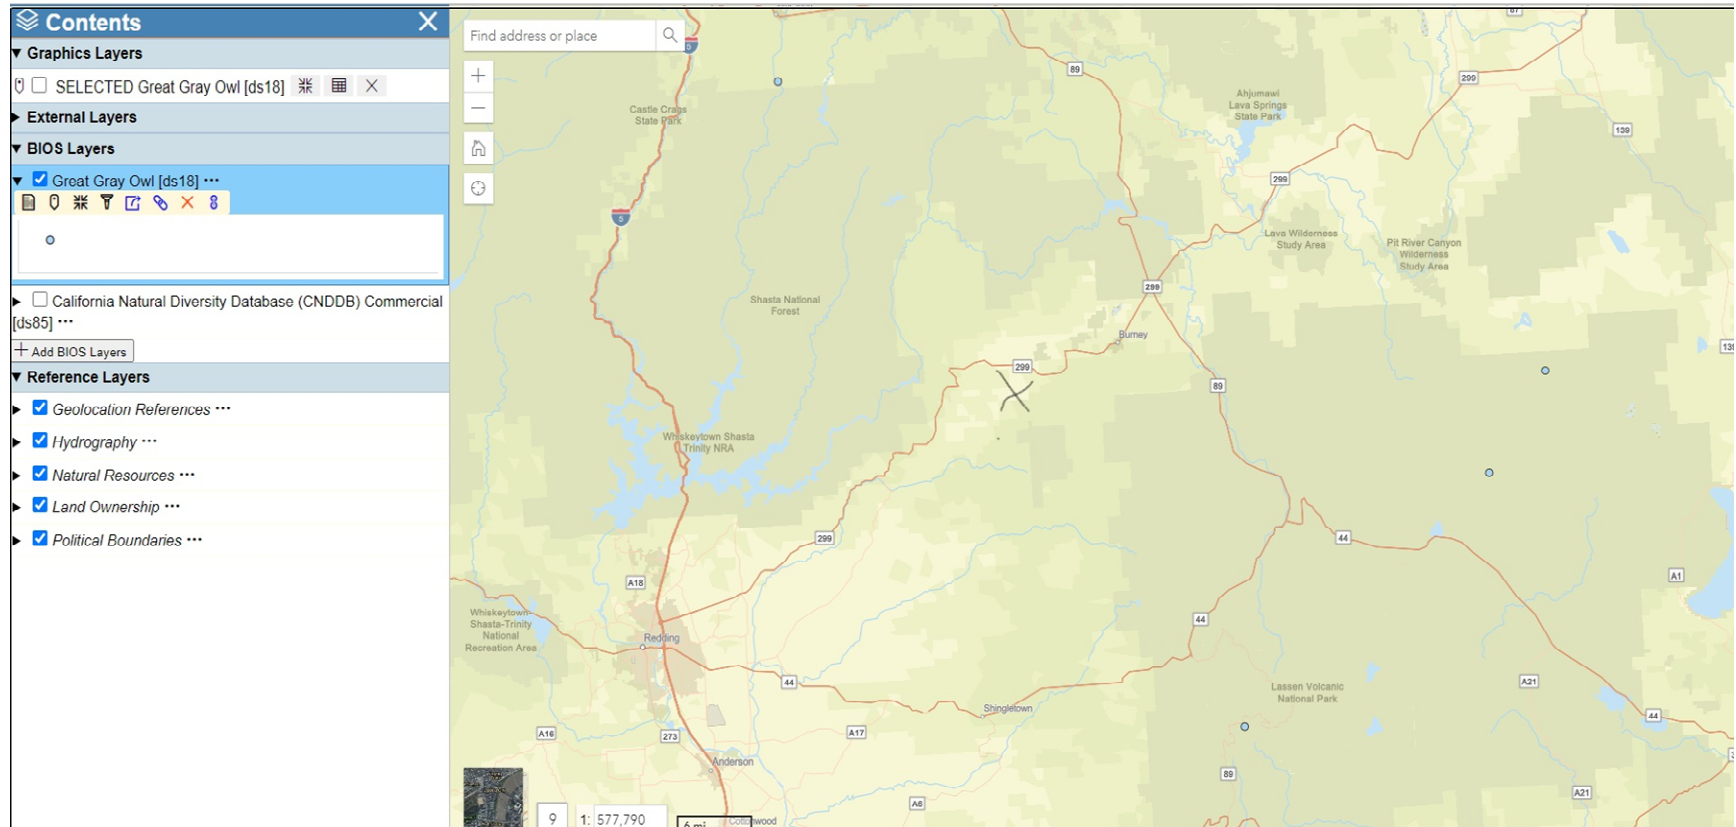 Contents
Graphics Layers
SELECTED Great Gray Owl [ds18]
External Layers
BIOS Layers
Great Gray Owl [ds18] ...
California Natural Diversity Database (CNDDB) Commercial
[ds85] ...
+ Add BIOS Layers
Reference Layers
Geolocation References ...
Hydrography ...
Natural Resources ...
Land Ownership ...
Political Boundaries ...
Find address or place
5
89
299
Castle Crags
State Park
Ahjumawi
Lava Springs
State Park
139
299
5
Lava Wilderness
Study Area
Pit River Canyon
Wilderness
Study Area
299
Shasta National
Forest
Burney
299
89
Whiskeytown Shasta
Trinity NRA
299
44
A18
A1
Whiskeytown-
Shasta-Trinity
National
Recreation Area
44
Redding
44
Lassen Volcanic
National Park
A21
Shingletown
44
A16
273
A17
Anderson
89
A21
A6
9
1: 577,790
6 mi
Cottonwood